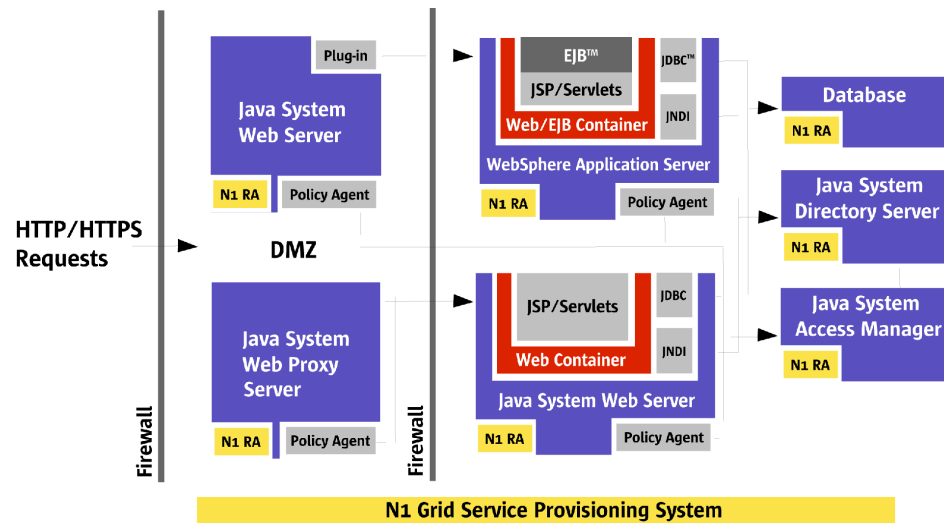 HTTP/HTTPS
Requests
Firewall
Plug-in
Java System
Web Server
N1 RA
Policy Agent
DMZ
Java System
Web Proxy
Server
N1 RA
Policy Agent
Firewall
EJB™
JSP/Servlets
Web/EJB Container
JDBC™
JNDI
WebSphere Application Server
N1 RA
Policy Agent
JSP/Servlets
Web Container
JDBC
JNDI
Java System Web Server
N1 RA
Policy Agent
Database
N1 RA
Java System
Directory Server
N1 RA
Java System
Access Manager
N1 RA
N1 Grid Service Provisioning System